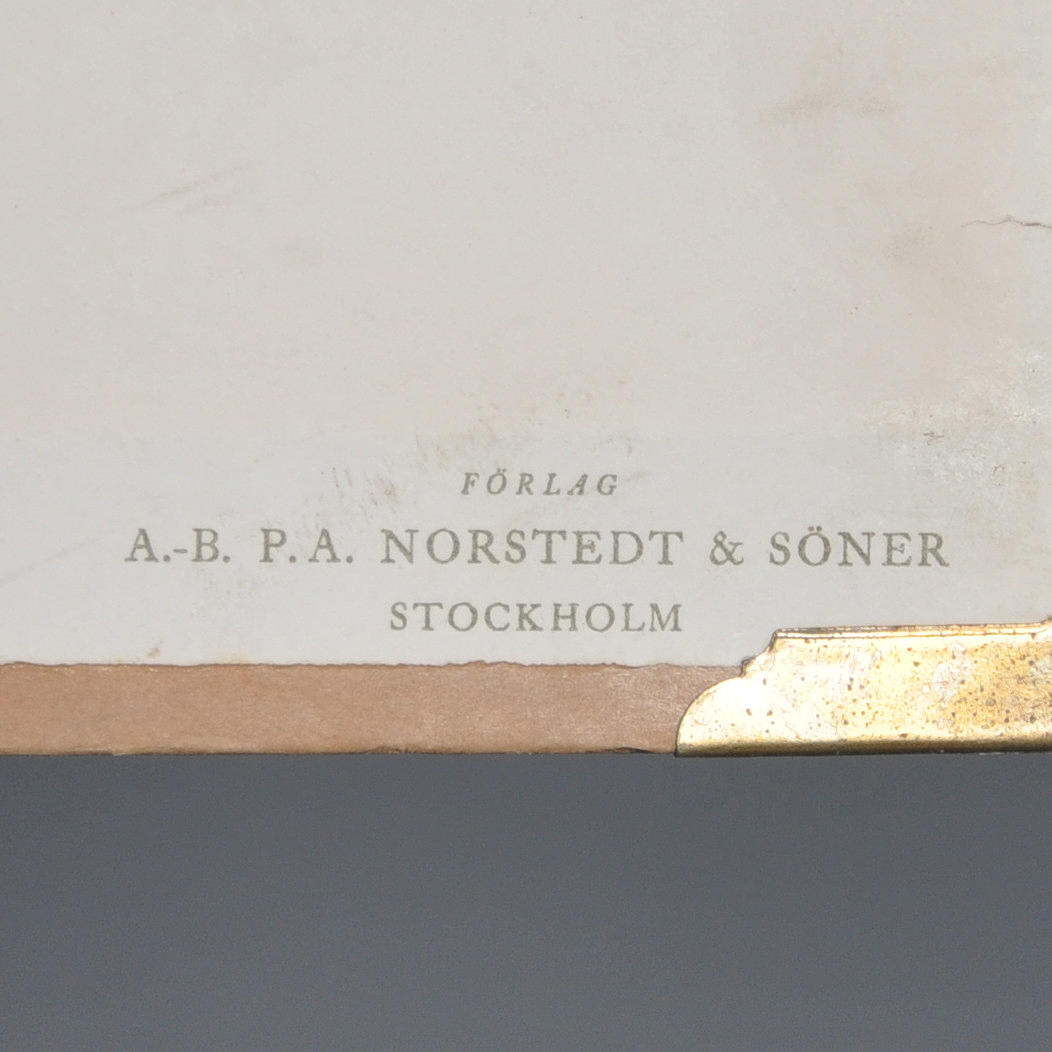 FÖRLAG
A.-B. P. A. NORSTEDT & SÖNER
STOCKHOLM